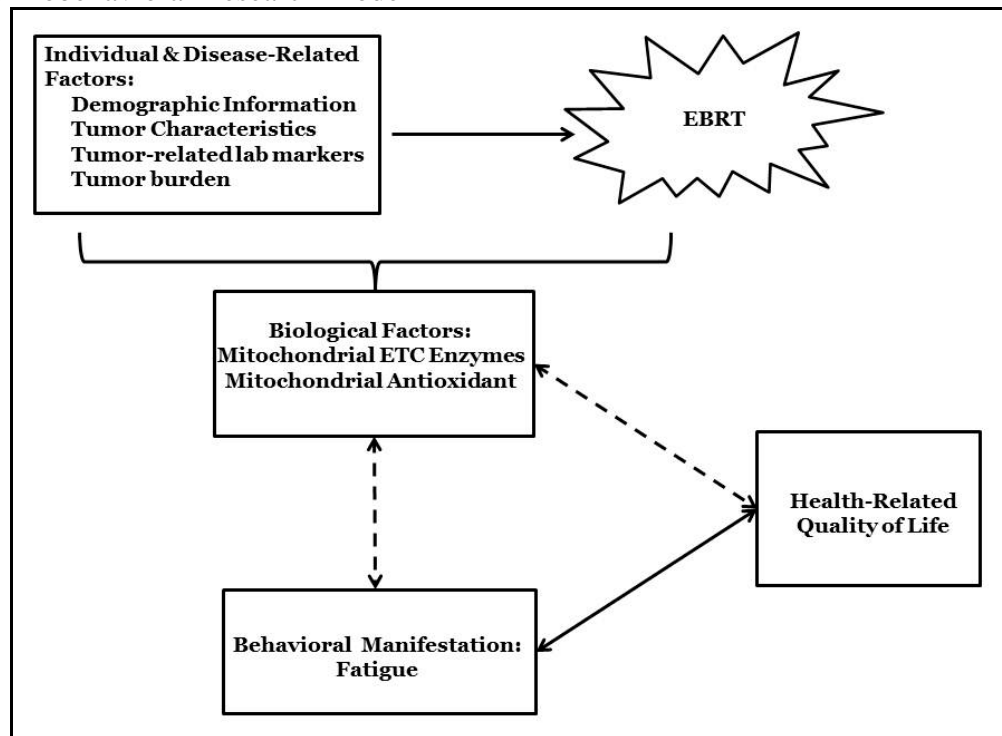 Individual & Disease-Related
Factors:
Demographic Information
Tumor Characteristics
Tumor-related lab markers
Tumor burden
EBRT
Biological Factors:
Mitochondrial ETC Enzymes
Mitochondrial Antioxidant
Health-Related
Quality of Life
Behavioral Manifestation:
Fatigue